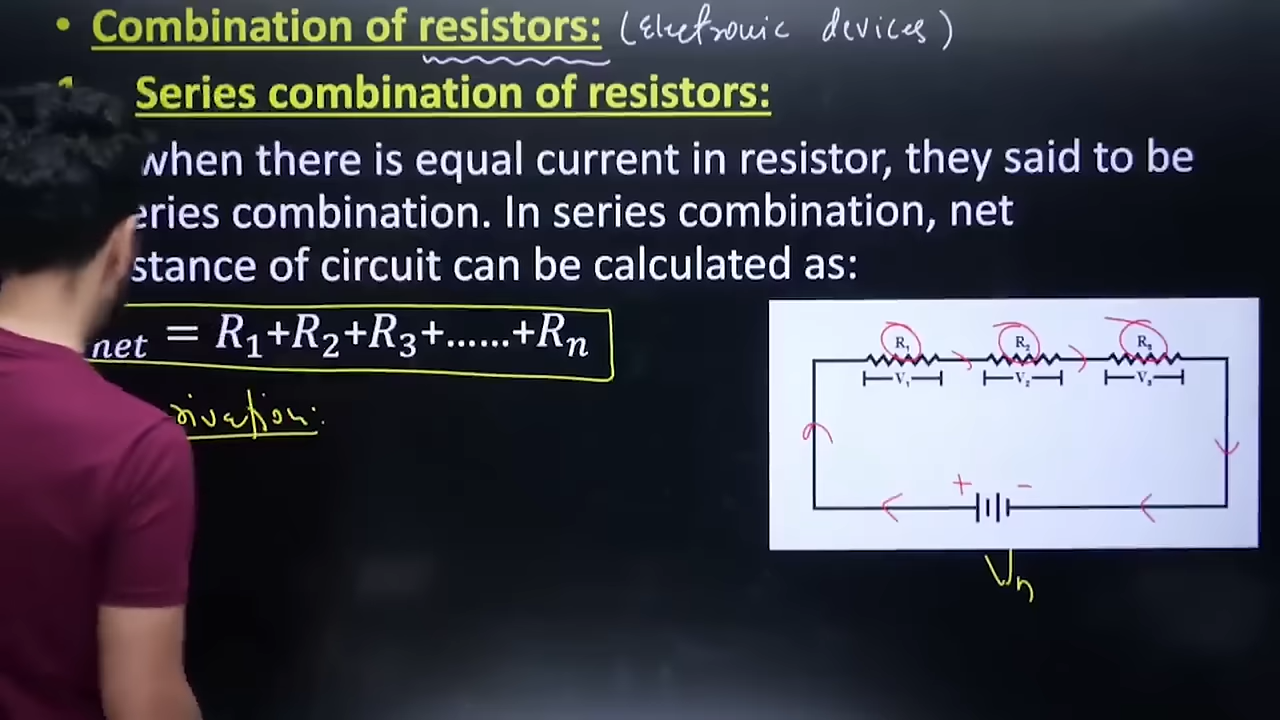 • Combination of resistors: (Electronic devices)
Series combination of resistors:
when there is equal current in resistor, they said to be
eries combination. In series combination, net
stance of circuit can be calculated as:
net = R₁+R₂+R₃+......+Rₙ
rivation:
R₁ R₂ R₃
V₁ V₂ V₃
+ −
Vn